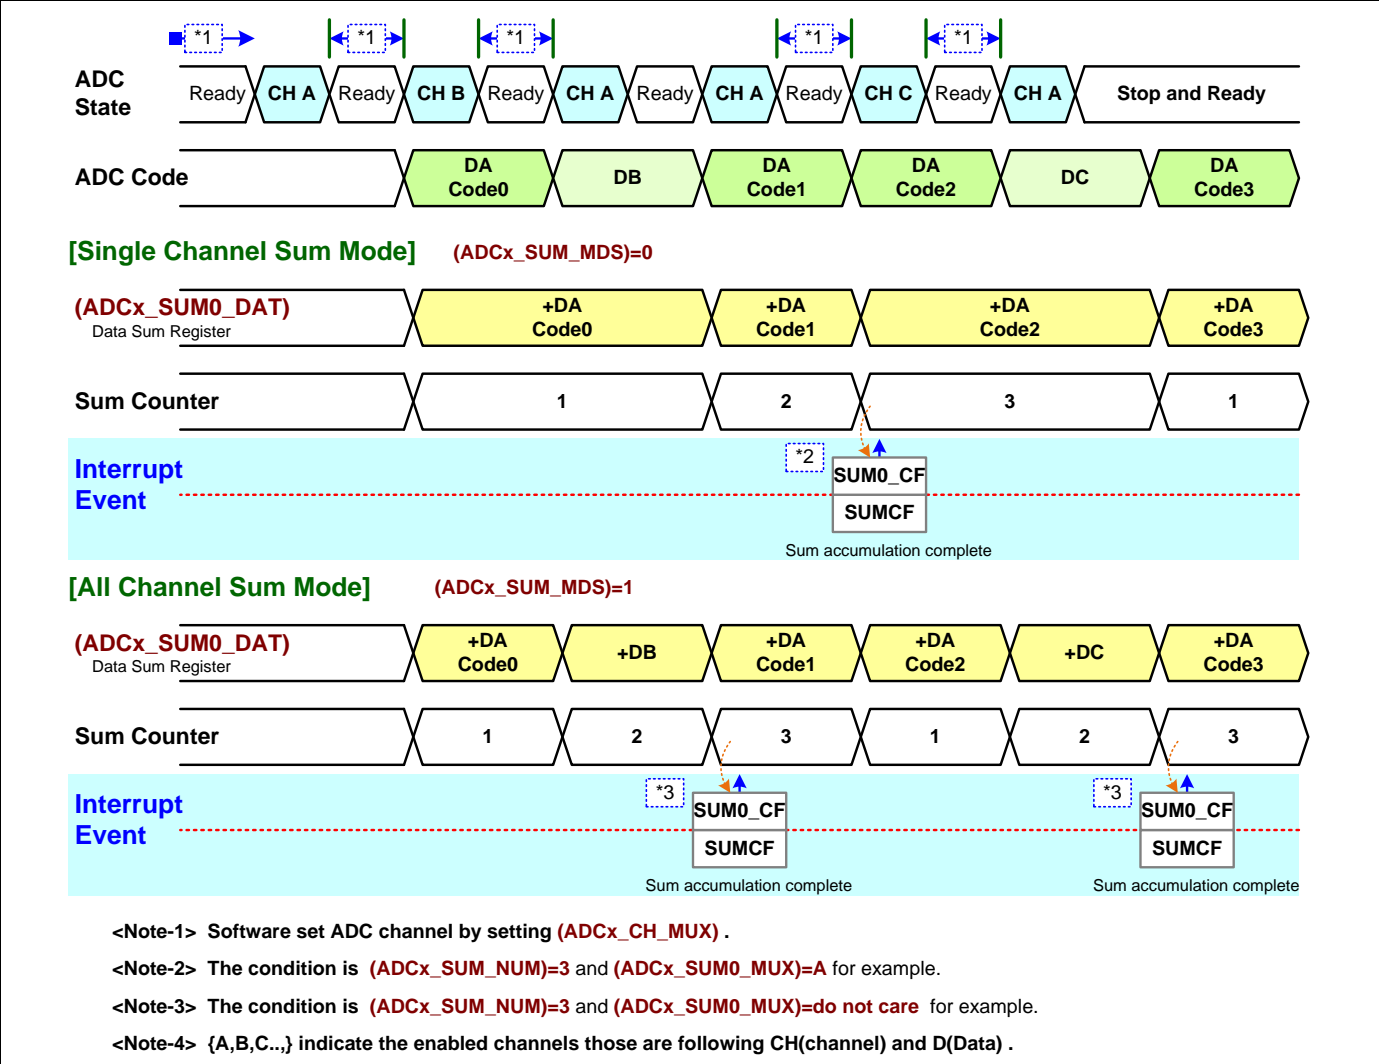 *1 *1 *1 *1 *1
ADC State
Ready CH A Ready CH B Ready CH A Ready CH A Ready CH C Ready CH A Stop and Ready
ADC Code
DA Code0 DB DA Code1 DA Code2 DC DA Code3
[Single Channel Sum Mode] (ADCx_SUM_MDS)=0
(ADCx_SUM0_DAT)
Data Sum Register
+DA Code0 +DA Code1 +DA Code2 +DA Code3
Sum Counter 1 2 3 1
Interrupt Event
*2
SUM0_CF
SUMCF
Sum accumulation complete
[All Channel Sum Mode] (ADCx_SUM_MDS)=1
(ADCx_SUM0_DAT)
Data Sum Register
+DA Code0 +DB +DA Code1 +DA Code2 +DC +DA Code3
Sum Counter 1 2 3 1 2 3
Interrupt Event
*3 *3
SUM0_CF SUM0_CF
SUMCF SUMCF
Sum accumulation complete Sum accumulation complete
<Note-1> Software set ADC channel by setting (ADCx_CH_MUX) .
<Note-2> The condition is (ADCx_SUM_NUM)=3 and (ADCx_SUM0_MUX)=A for example.
<Note-3> The condition is (ADCx_SUM_NUM)=3 and (ADCx_SUM0_MUX)=do not care for example.
<Note-4> {A,B,C..,} indicate the enabled channels those are following CH(channel) and D(Data) .